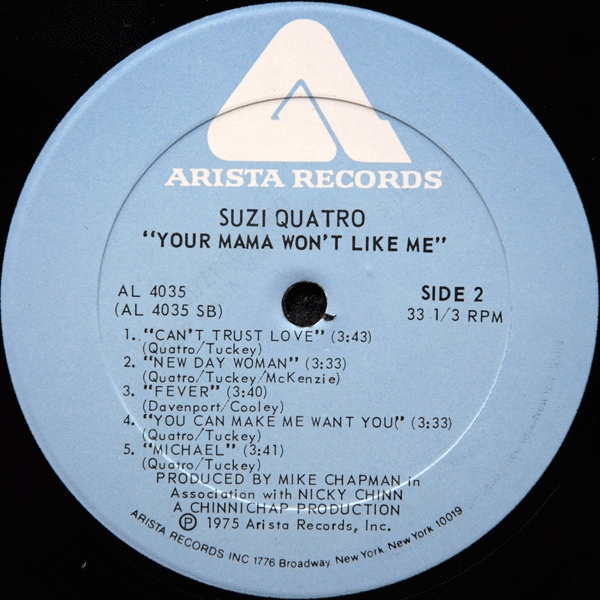 ARISTA RECORDS
SUZI QUATRO
"YOUR MAMA WON'T LIKE ME"
AL 4035
(AL 4035 SB)
SIDE 2
33 1/3 RPM
1. "CAN'T TRUST LOVE" (3:43)
(Quatro/Tuckey)
2. "NEW DAY WOMAN" (3:33)
(Quatro/Tuckey/McKenzie)
3. "FEVER" (3:40)
(Davenport/Cooley)
4. "YOU CAN MAKE ME WANT YOU" (3:33)
(Quatro/Tuckey)
5. "MICHAEL" (3:41)
(Quatro/Tuckey)
PRODUCED BY MIKE CHAPMAN in
Association with NICKY CHINN
A CHINNICHAP PRODUCTION
℗ 1975 Arista Records, Inc.
ARISTA RECORDS INC 1776 Broadway, New York, New York 10019